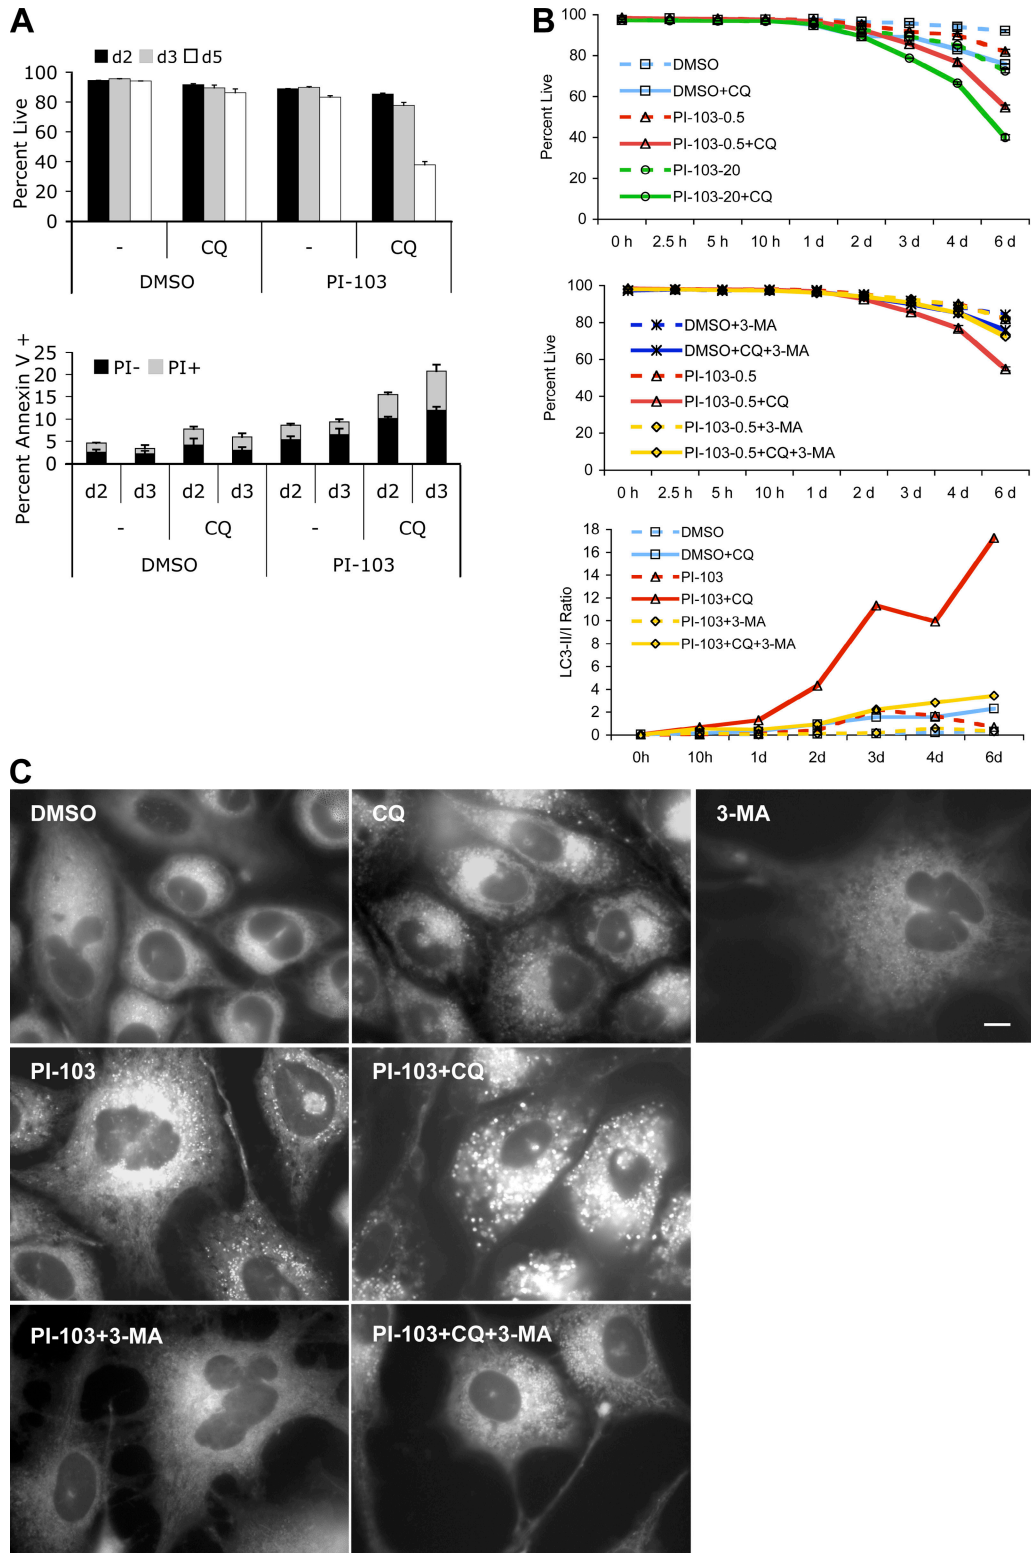 A
d2 d3 d5
Percent Live
100
80
60
40
20
0
- CQ - CQ
DMSO PI-103
Percent Annexin V +
25
20
15
10
5
0
PI- PI+
d2 d3 d2 d3 d2 d3 d2 d3
- CQ - CQ
DMSO PI-103
B
Percent Live
100
80
60
40
20
0
DMSO
DMSO+CQ
PI-103-0.5
PI-103-0.5+CQ
PI-103-20
PI-103-20+CQ
0 h 2.5 h 5 h 10 h 1 d 2 d 3 d 4 d 6 d
Percent Live
100
80
60
40
20
0
DMSO+3-MA
DMSO+CQ+3-MA
PI-103-0.5
PI-103-0.5+CQ
PI-103-0.5+3-MA
PI-103-0.5+CQ+3-MA
0 h 2.5 h 5 h 10 h 1 d 2 d 3 d 4 d 6 d
LC3-II/I Ratio
18
16
14
12
10
8
6
4
2
0
DMSO
DMSO+CQ
PI-103
PI-103+CQ
PI-103+3-MA
PI-103+CQ+3-MA
0h 10h 1d 2d 3d 4d 6d
C
DMSO CQ 3-MA
PI-103 PI-103+CQ
PI-103+3-MA PI-103+CQ+3-MA